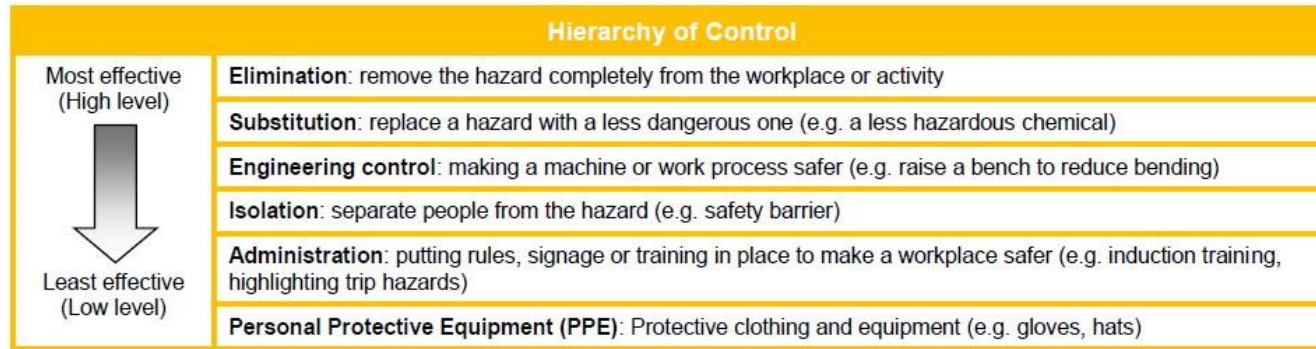 Hierarchy of Control
Most effective
(High level)
Least effective
(Low level)
Elimination: remove the hazard completely from the workplace or activity
Substitution: replace a hazard with a less dangerous one (e.g. a less hazardous chemical)
Engineering control: making a machine or work process safer (e.g. raise a bench to reduce bending)
Isolation: separate people from the hazard (e.g. safety barrier)
Administration: putting rules, signage or training in place to make a workplace safer (e.g. induction training,
highlighting trip hazards)
Personal Protective Equipment (PPE): Protective clothing and equipment (e.g. gloves, hats)